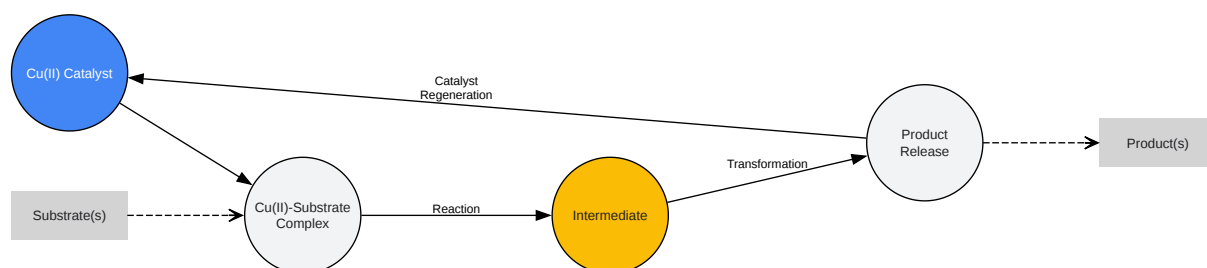 Cu(II) Catalyst
Catalyst
Regeneration
Product
Release
Product(s)
Transformation
Substrate(s)
Cu(II)-Substrate
Complex
Reaction
Intermediate